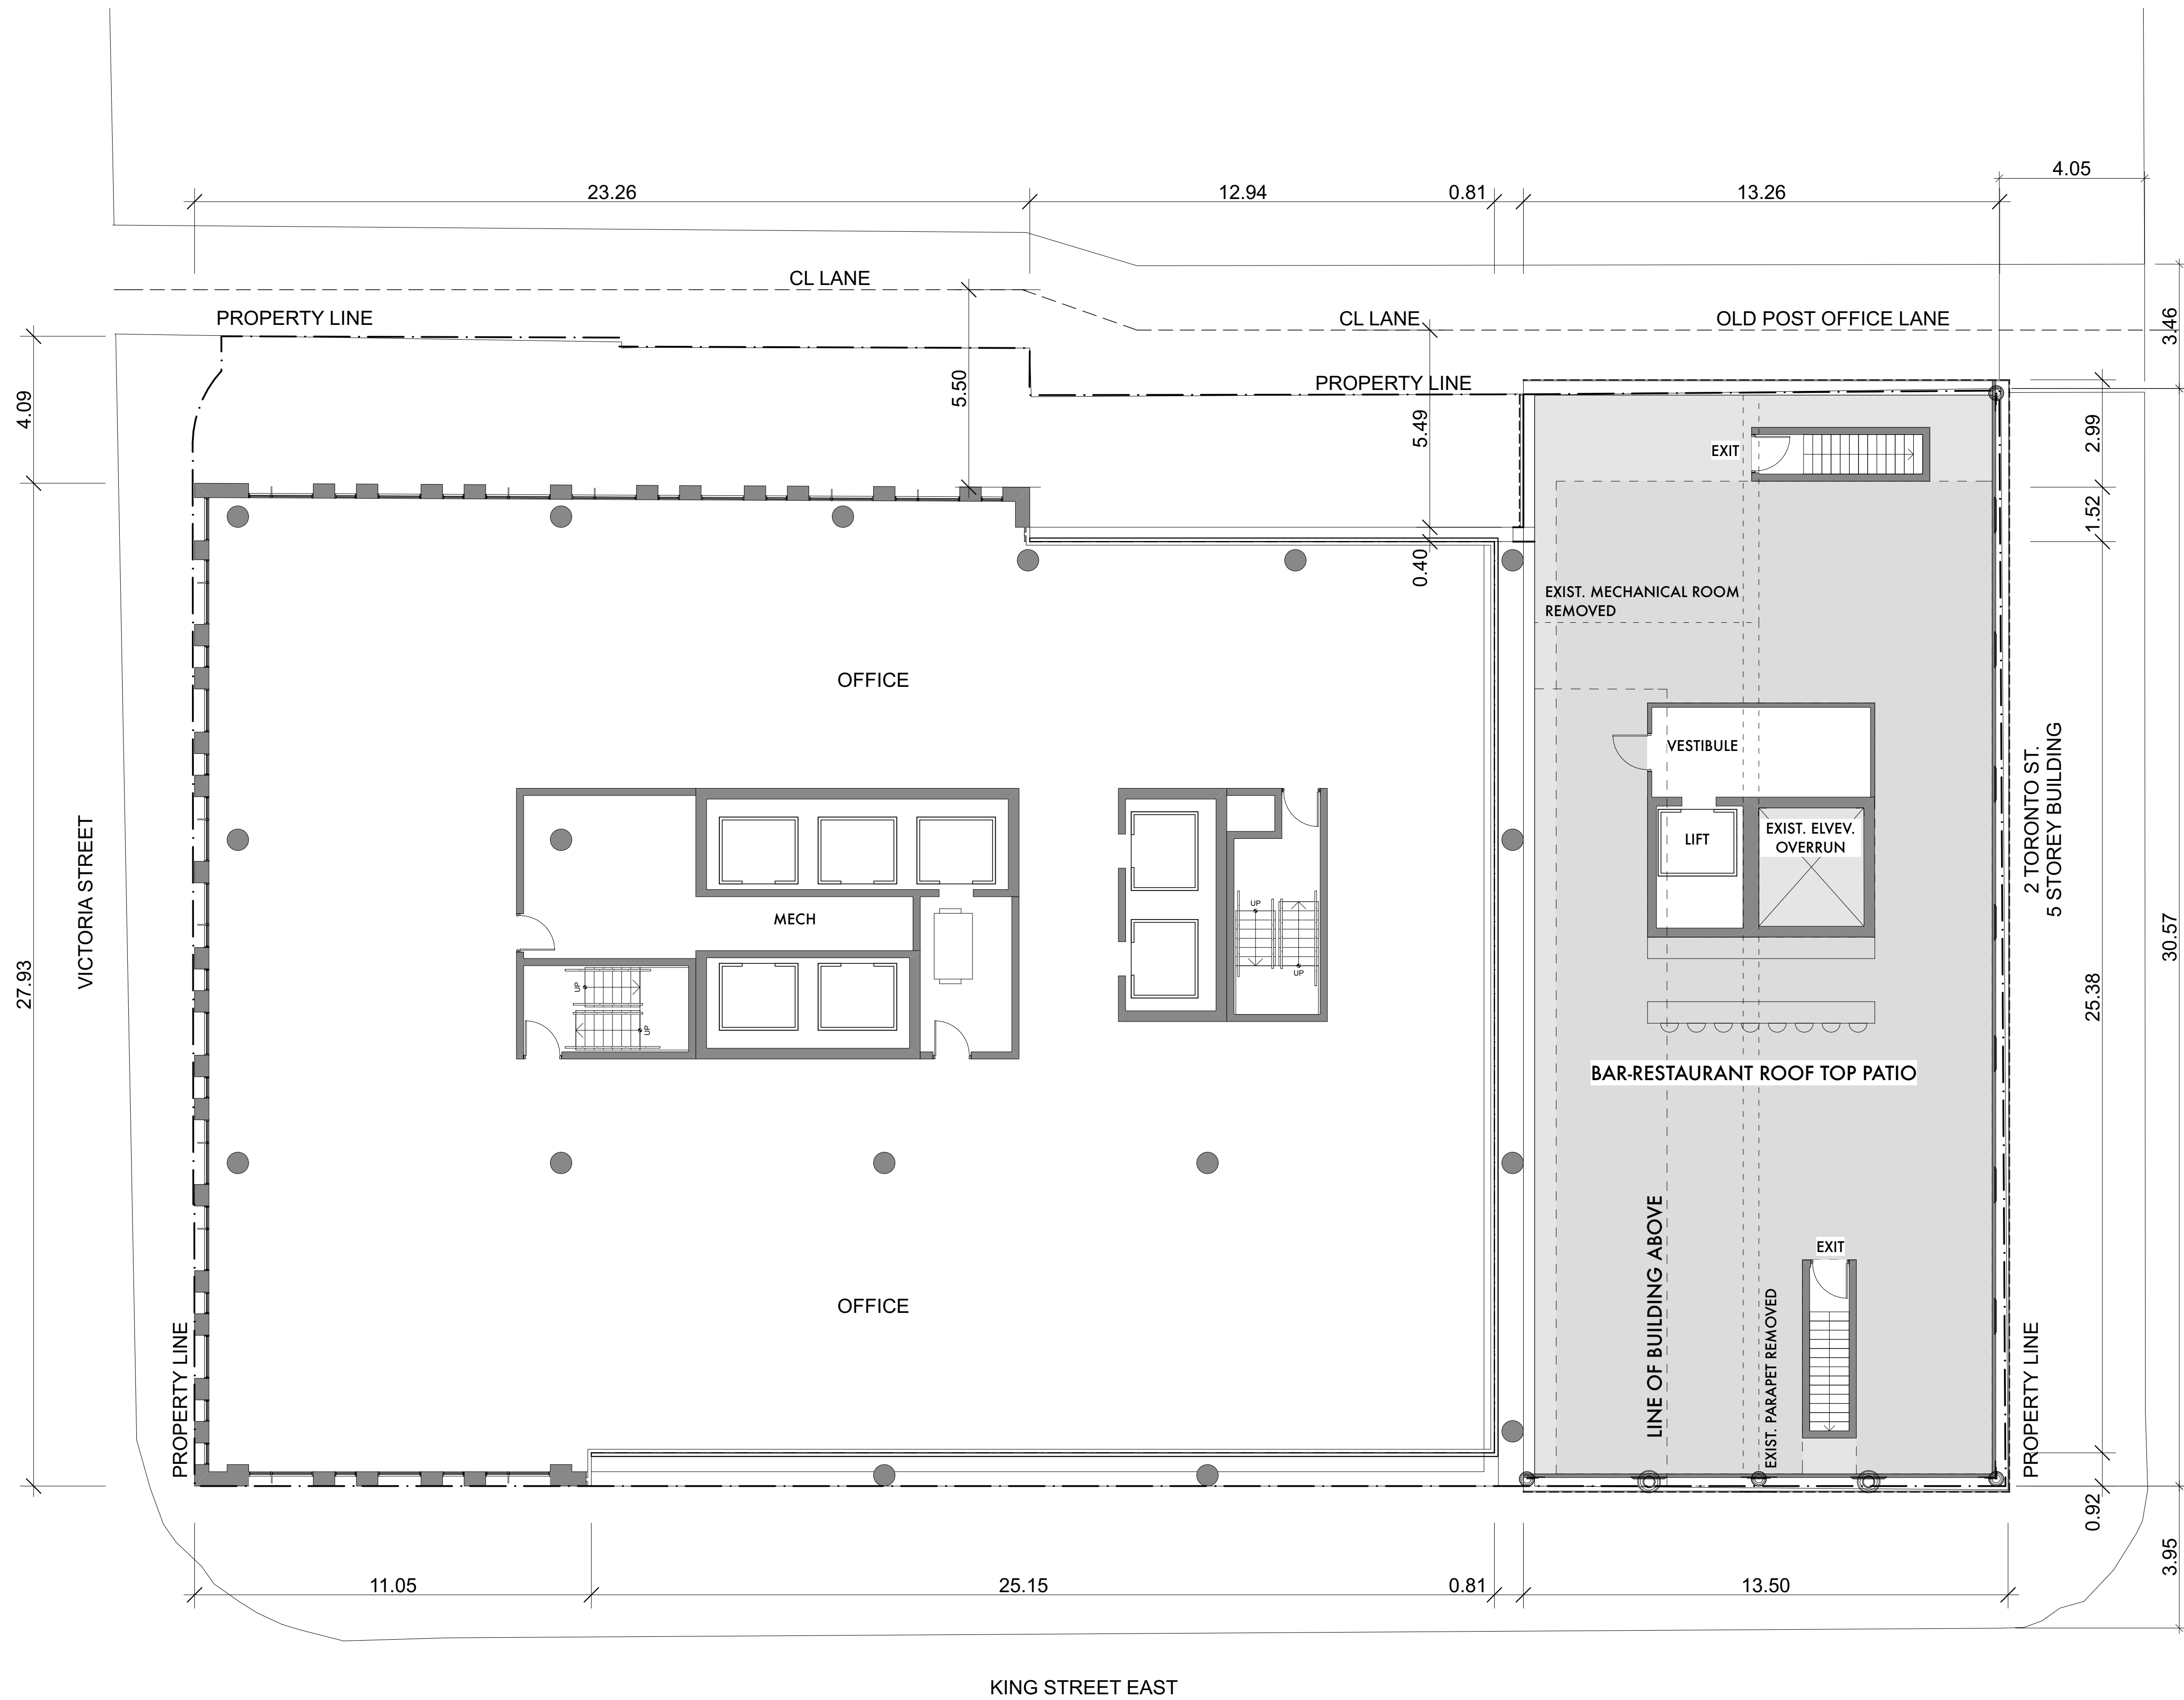 4.05
23.26
12.94
0.81
13.26
CL LANE
PROPERTY LINE
CL LANE
OLD POST OFFICE LANE
3.46
PROPERTY LINE
5.50
5.49
4.09
2.99
EXIT
1.52
0.40
EXIST. MECHANICAL ROOM
REMOVED
OFFICE
VESTIBULE
2 TORONTO ST.
5 STOREY BUILDING
LIFT
EXIST. ELVEV.
OVERRUN
VICTORIA STREET
MECH
UP
UP
UP
UP
27.93
25.38
30.57
BAR-RESTAURANT ROOF TOP PATIO
LINE OF BUILDING ABOVE
EXIT
EXIST. PARAPET REMOVED
OFFICE
PROPERTY LINE
PROPERTY LINE
0.92
3.95
11.05
25.15
0.81
13.50
KING STREET EAST